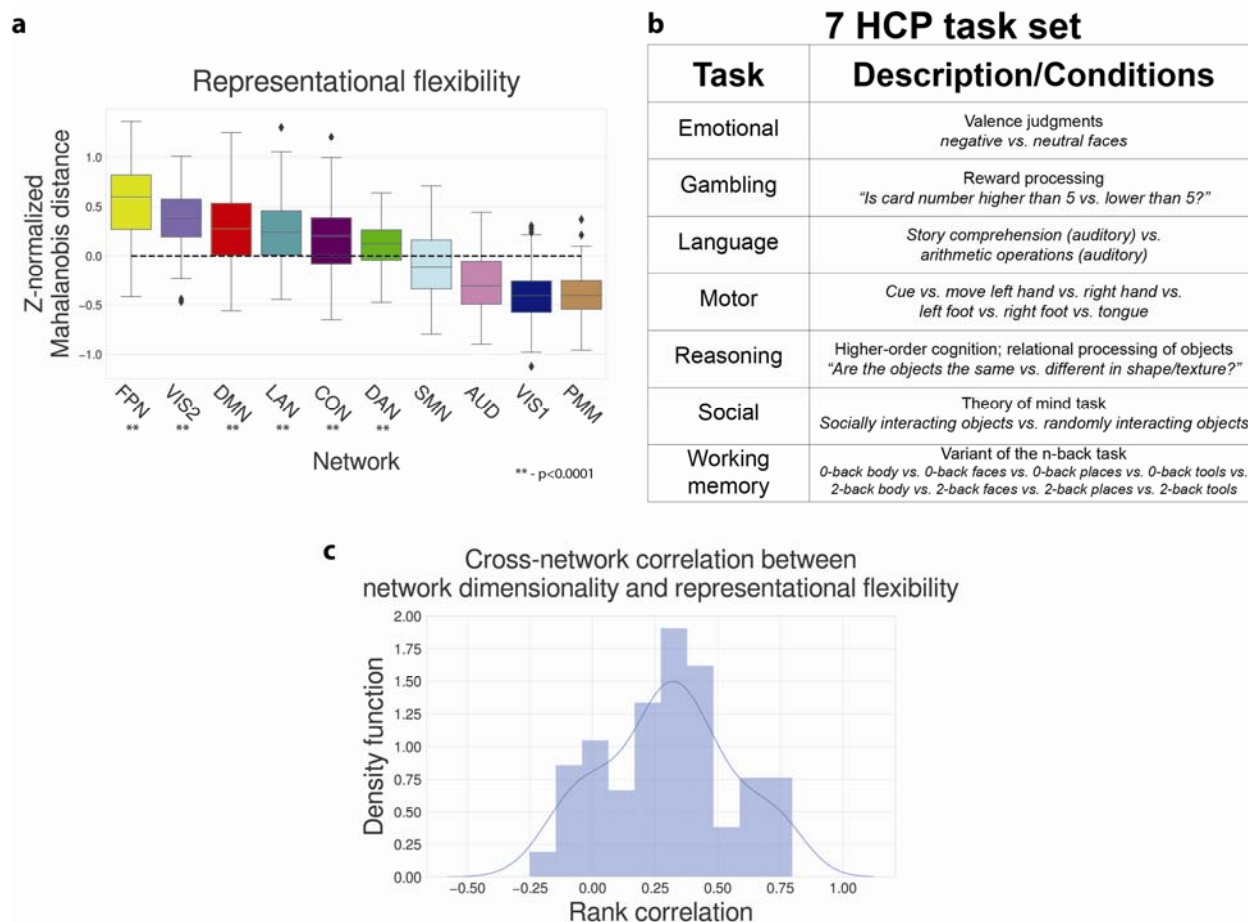 a
Representational flexibility
Z-normalized
Mahalanobis distance
1.0
0.5
0.0
−0.5
−1.0
FPN VIS2 DMN LAN CON DAN SMN AUD VIS1 PMM
** ** ** ** ** **
Network
** - p<0.0001
b
7 HCP task set
Task Description/Conditions
Emotional
Valence judgments
negative vs. neutral faces
Gambling
Reward processing
"Is card number higher than 5 vs. lower than 5?"
Language
Story comprehension (auditory) vs.
arithmetic operations (auditory)
Motor
Cue vs. move left hand vs. right hand vs.
left foot vs. right foot vs. tongue
Reasoning
Higher-order cognition; relational processing of objects
"Are the objects the same vs. different in shape/texture?"
Social
Theory of mind task
Socially interacting objects vs. randomly interacting objects
Working
memory
Variant of the n-back task
0-back body vs. 0-back faces vs. 0-back places vs. 0-back tools vs.
2-back body vs. 2-back faces vs. 2-back places vs. 2-back tools
c
Cross-network correlation between
network dimensionality and representational flexibility
Density function
2.00
1.75
1.50
1.25
1.00
0.75
0.50
0.25
0.00
−0.50 −0.25 0.00 0.25 0.50 0.75 1.00
Rank correlation